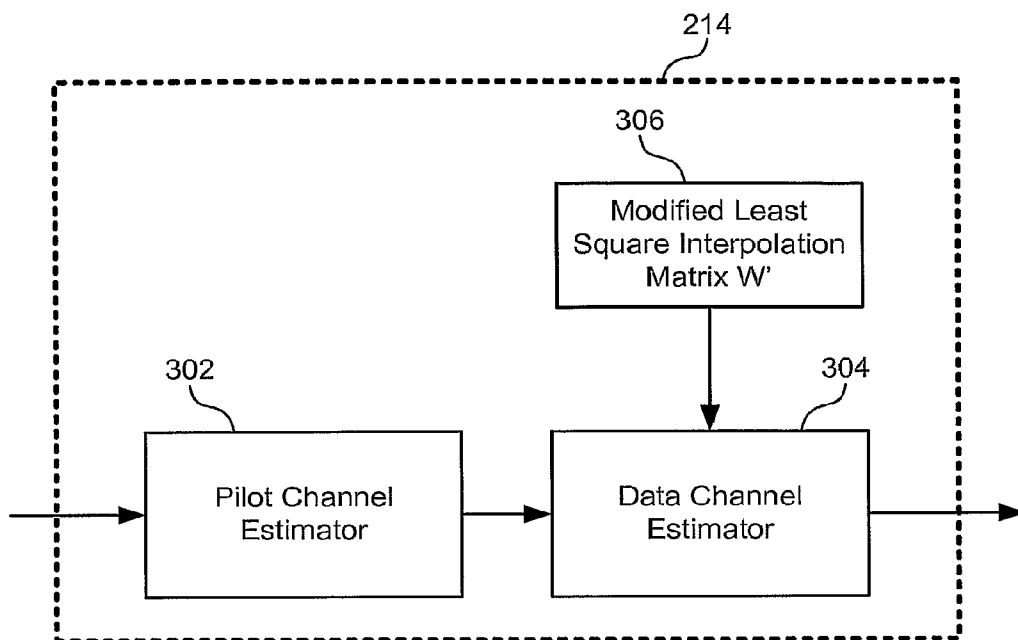 214
306
Modified Least
Square Interpolation
Matrix W'
302
304
Pilot Channel
Estimator
Data Channel
Estimator